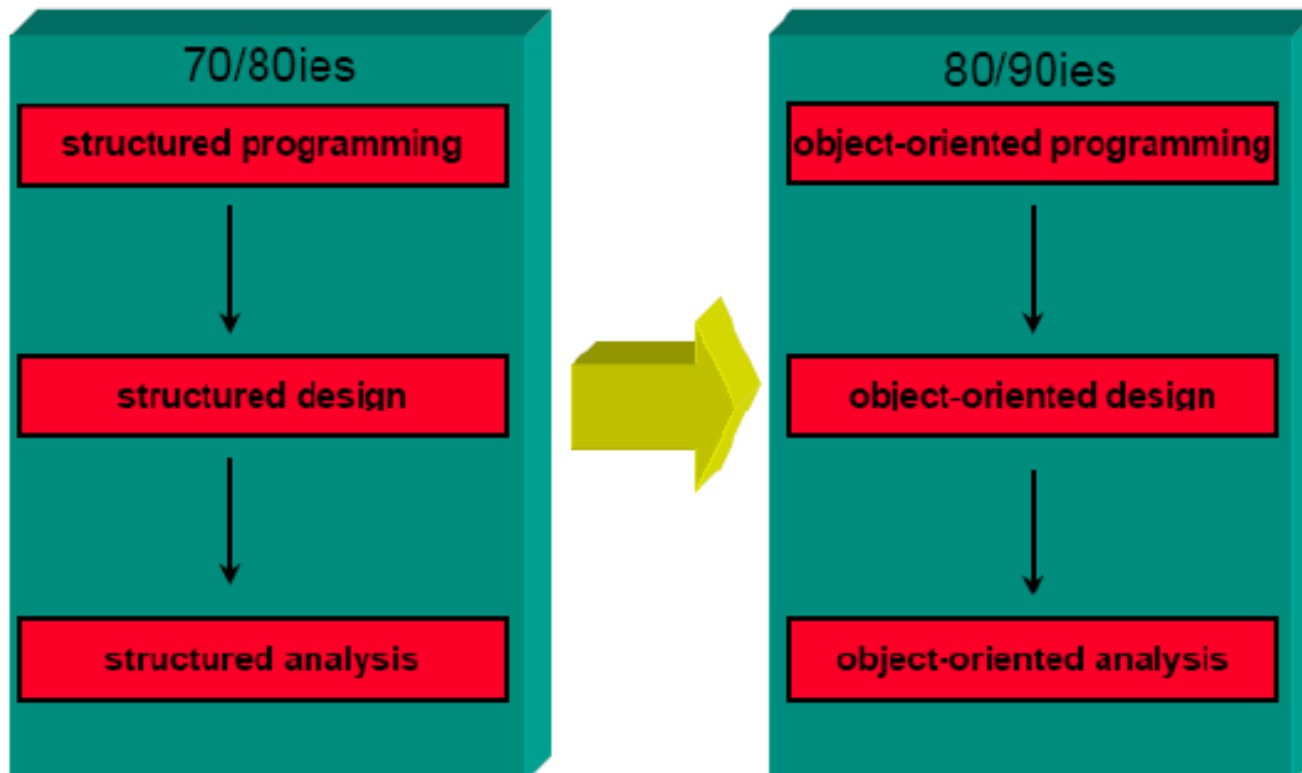 70/80ies
structured programming
structured design
structured analysis
80/90ies
object-oriented programming
object-oriented design
object-oriented analysis